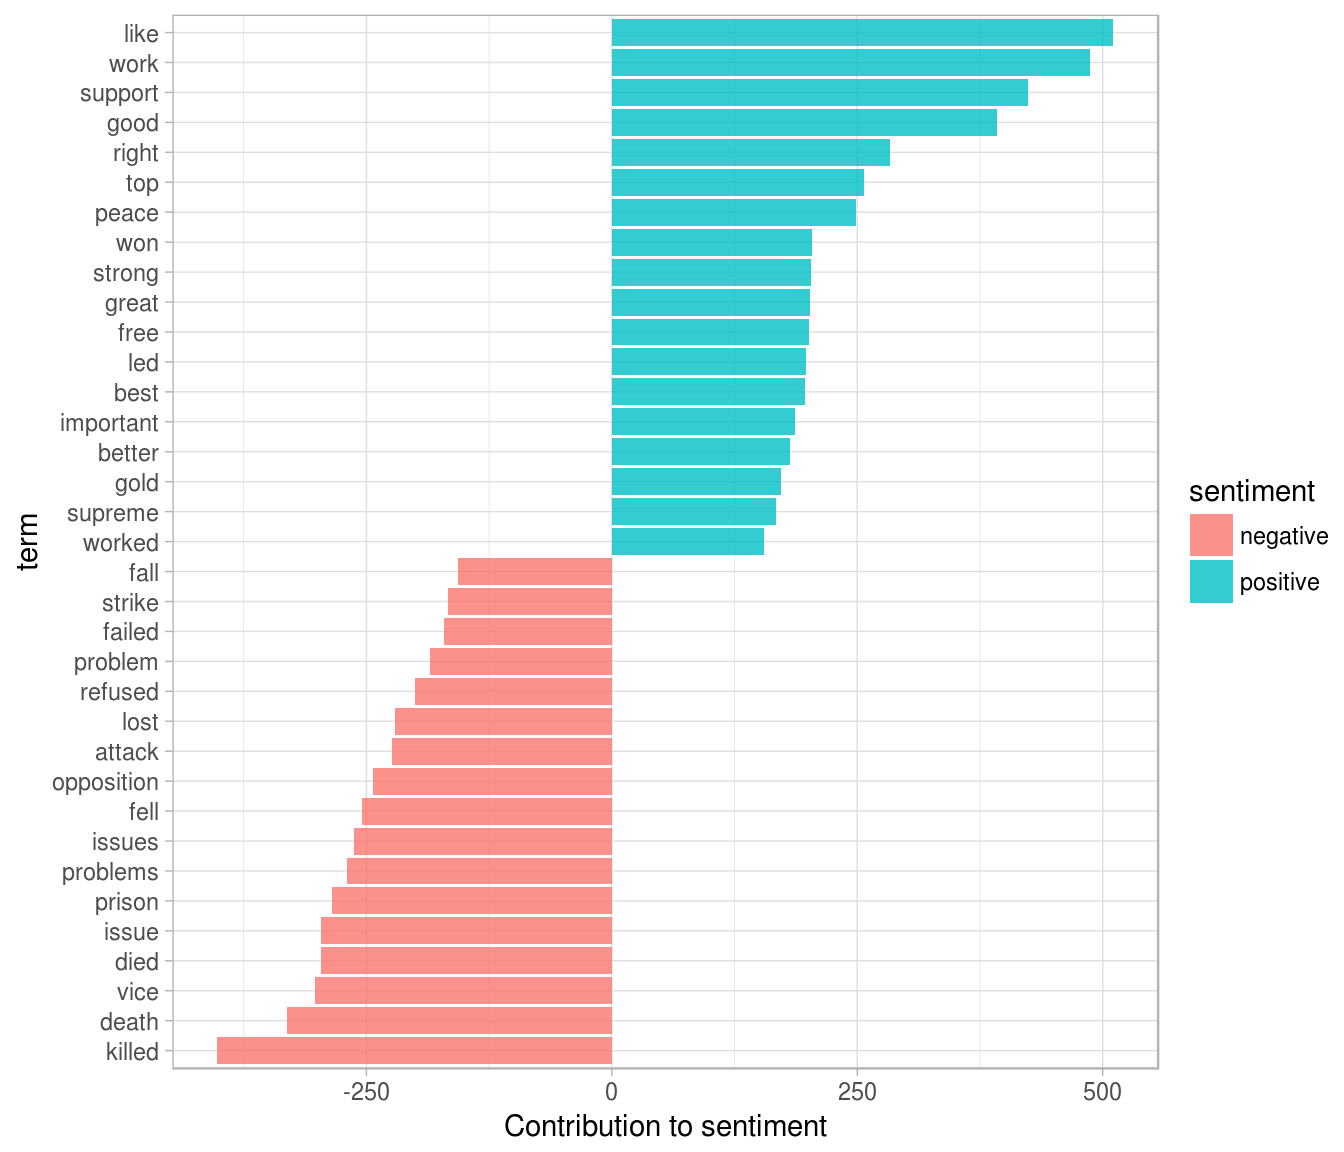 like
work
support
good
right
top
peace
won
strong
great
free
led
best
important
better
gold
supreme
worked
fall
strike
failed
problem
refused
lost
attack
opposition
fell
issues
problems
prison
issue
died
vice
death
killed
term
-250 0 250 500
Contribution to sentiment
sentiment
negative
positive